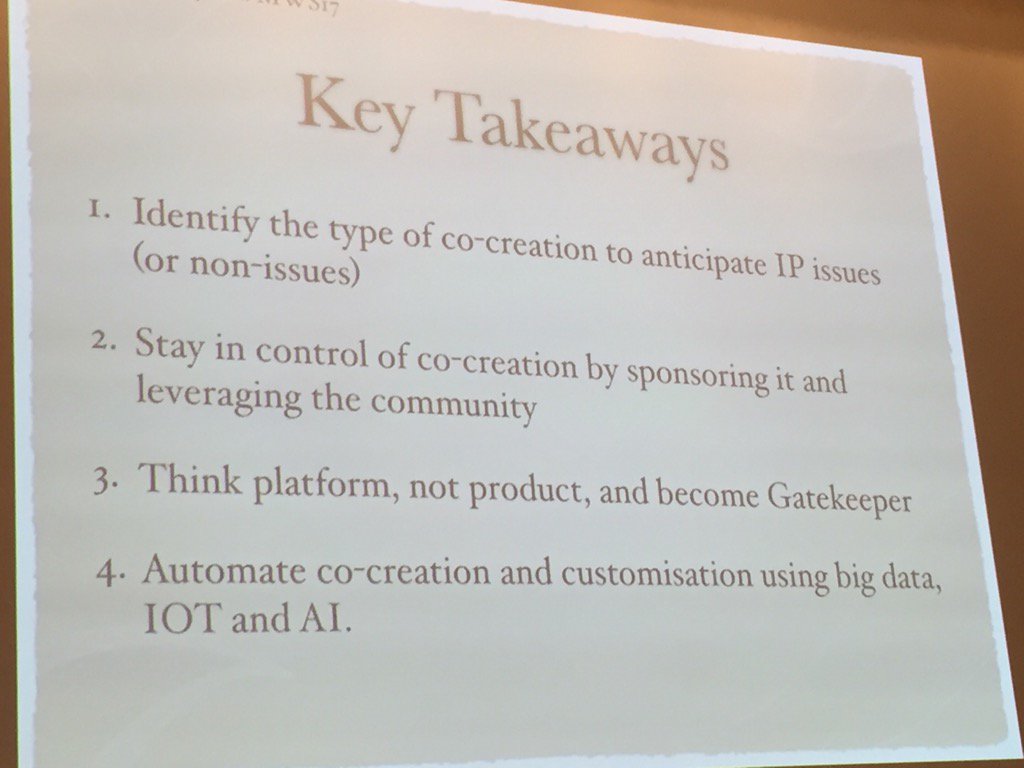 Key Takeaways
1. Identify the type of co-creation to anticipate IP issues
(or non-issues)
2. Stay in control of co-creation by sponsoring it and
leveraging the community
3. Think platform, not product, and become Gatekeeper
4. Automate co-creation and customisation using big data,
IOT and AI.